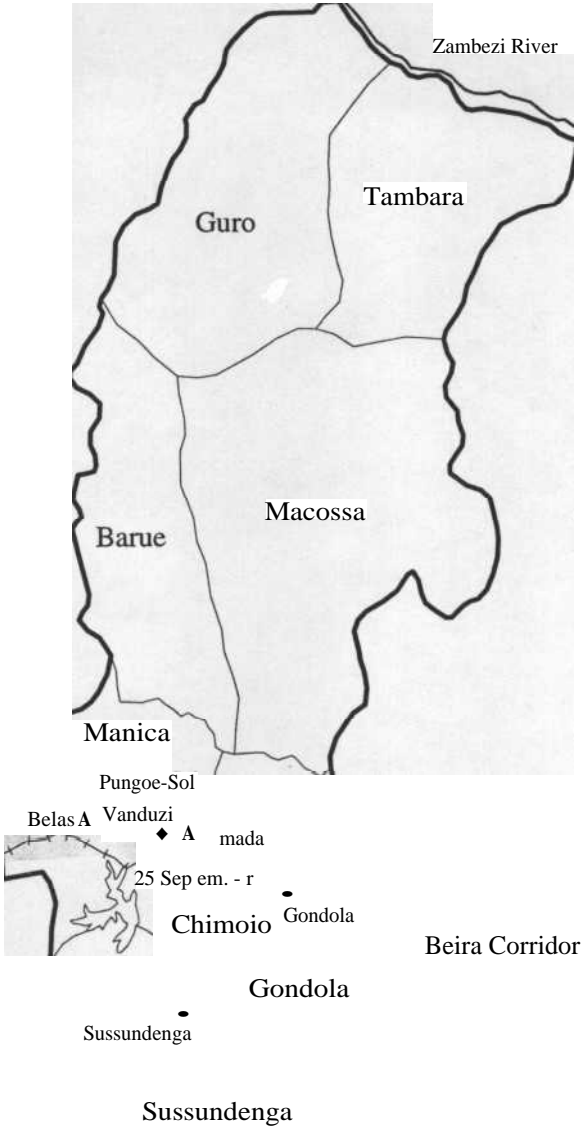 Zambezi River
Tambara
Guro
Macossa
Barue
Manica
Pungoe-Sol
Belas A Vanduzi
A mada
25 Sep em. - r
Chimoio Gondola
Beira Corridor
Gondola
Sussundenga
Sussundenga